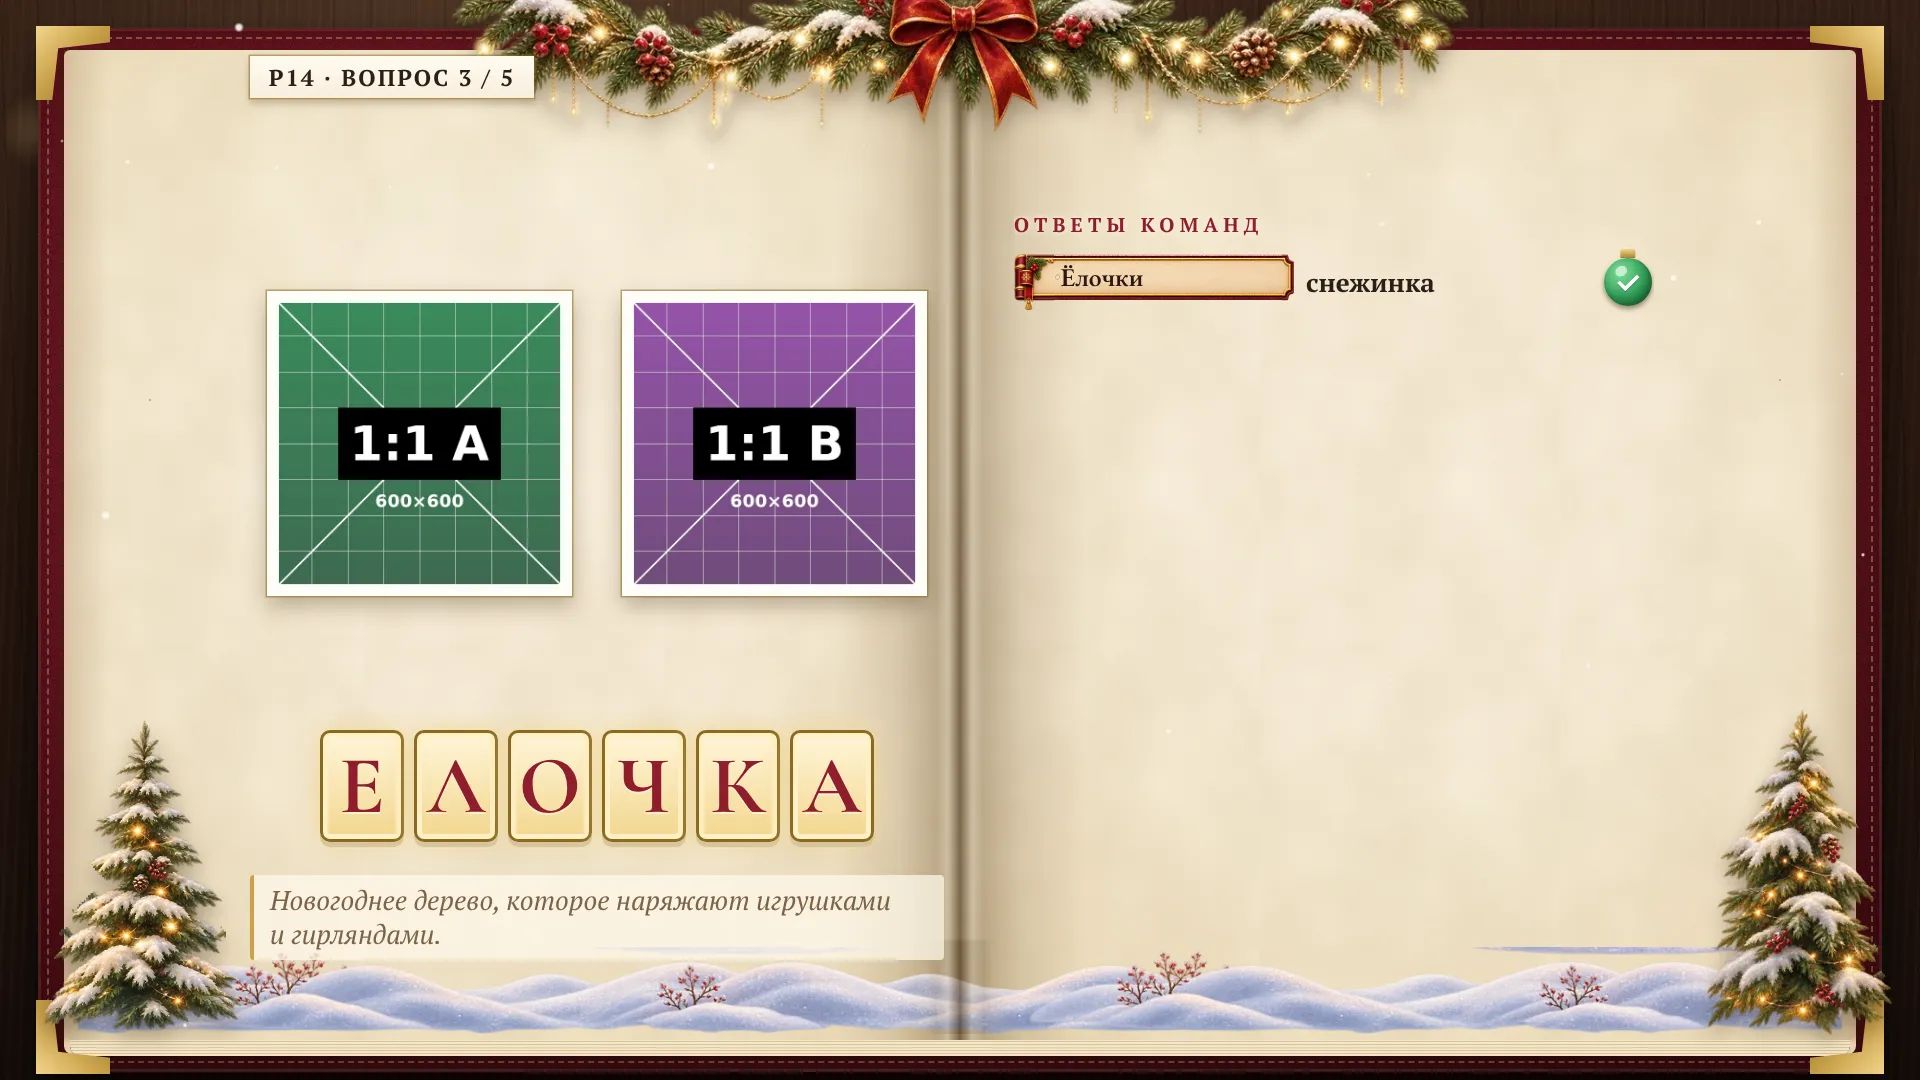 Р14 · ВОПРОС 3 / 5
1:1 A
600×600
1:1 B
600×600
ЕЛОЧКА
Новогоднее дерево, которое наряжают игрушками
и гирляндами.
ОТВЕТЫ КОМАНД
Ёлочки
снежинка